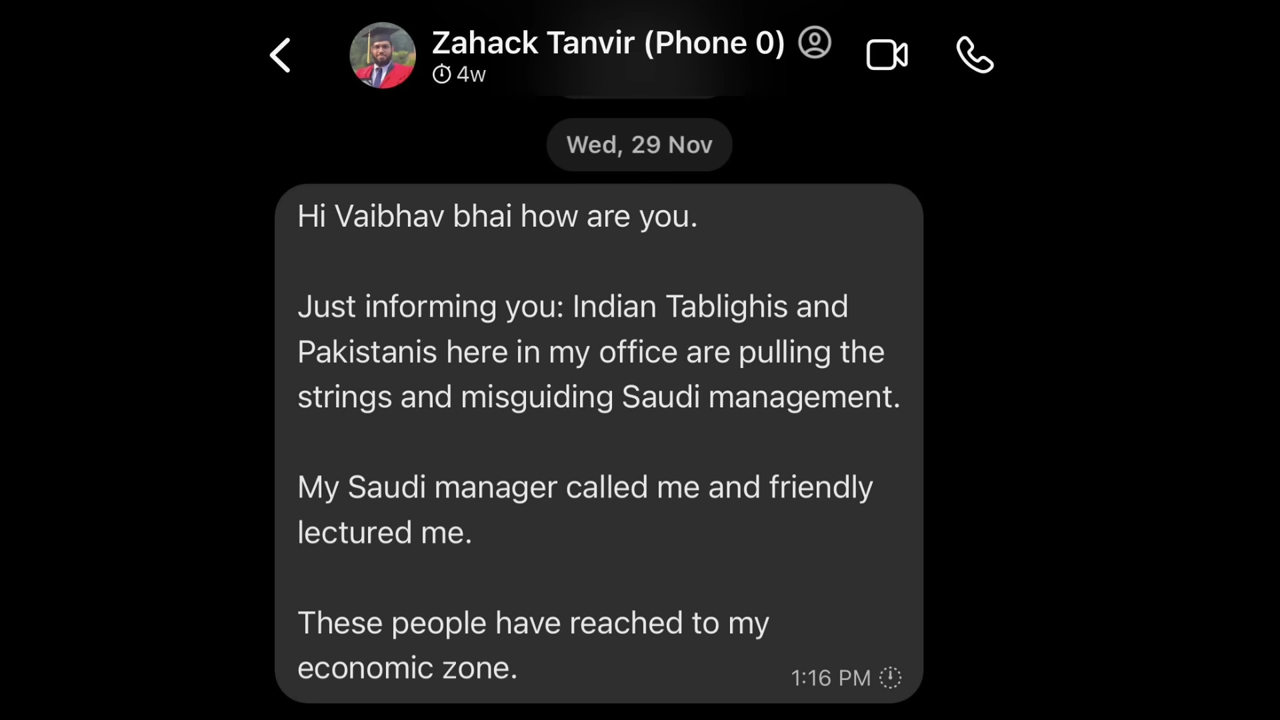 Zahack Tanvir (Phone 0)
4w
Wed, 29 Nov
Hi Vaibhav bhai how are you.
Just informing you: Indian Tablighis and
Pakistanis here in my office are pulling the
strings and misguiding Saudi management.
My Saudi manager called me and friendly
lectured me.
These people have reached to my
economic zone.
1:16 PM